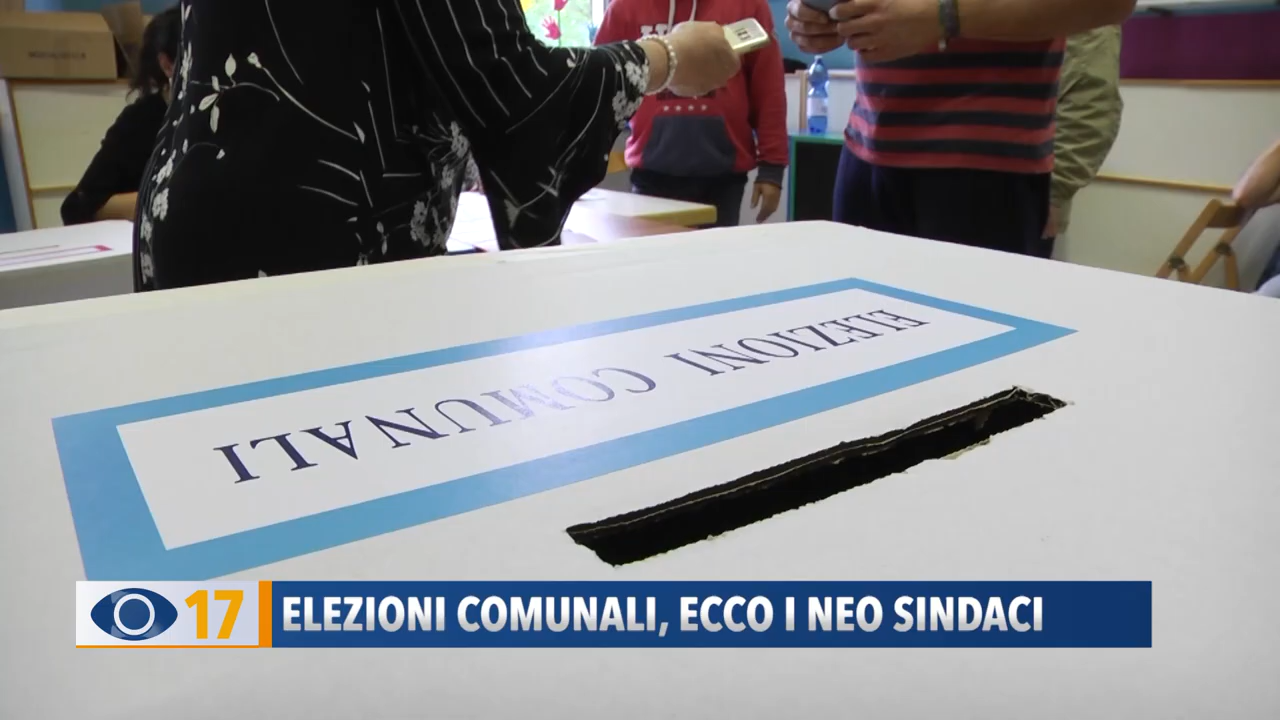 ELEZIONI COMUNALI
17
ELEZIONI COMUNALI, ECCO I NEO SINDACI